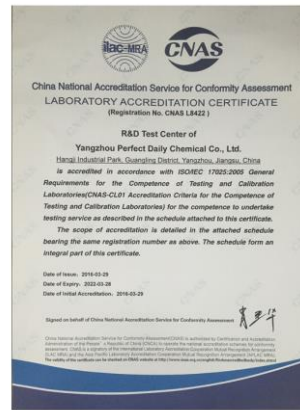 ilac-MRA
CNAS
China National Accreditation Service for Conformity Assessment
LABORATORY ACCREDITATION CERTIFICATE
(Registration No. CNAS L8422 )
R&D Test Center of
Yangzhou Perfect Daily Chemical Co., Ltd.
Hangji Industrial Park, Guangling District, Yangzhou, Jiangsu, China
is accredited in accordance with ISO/IEC 17025:2005 General
Requirements for the Competence of Testing and Calibration
Laboratories(CNAS-CL01 Accreditation Criteria for the Competence of
Testing and Calibration Laboratories) for the competence to undertake
testing service as described in the schedule attached to this certificate.
The scope of accreditation is detailed in the attached schedule
bearing the same registration number as above. The schedule form an
integral part of this certificate.
Date of Issue: 2016-03-29
Date of Expiry: 2022-03-28
Date of Initial Accreditation: 2016-03-29
Signed on behalf of China National Accreditation Service for Conformity Assessment